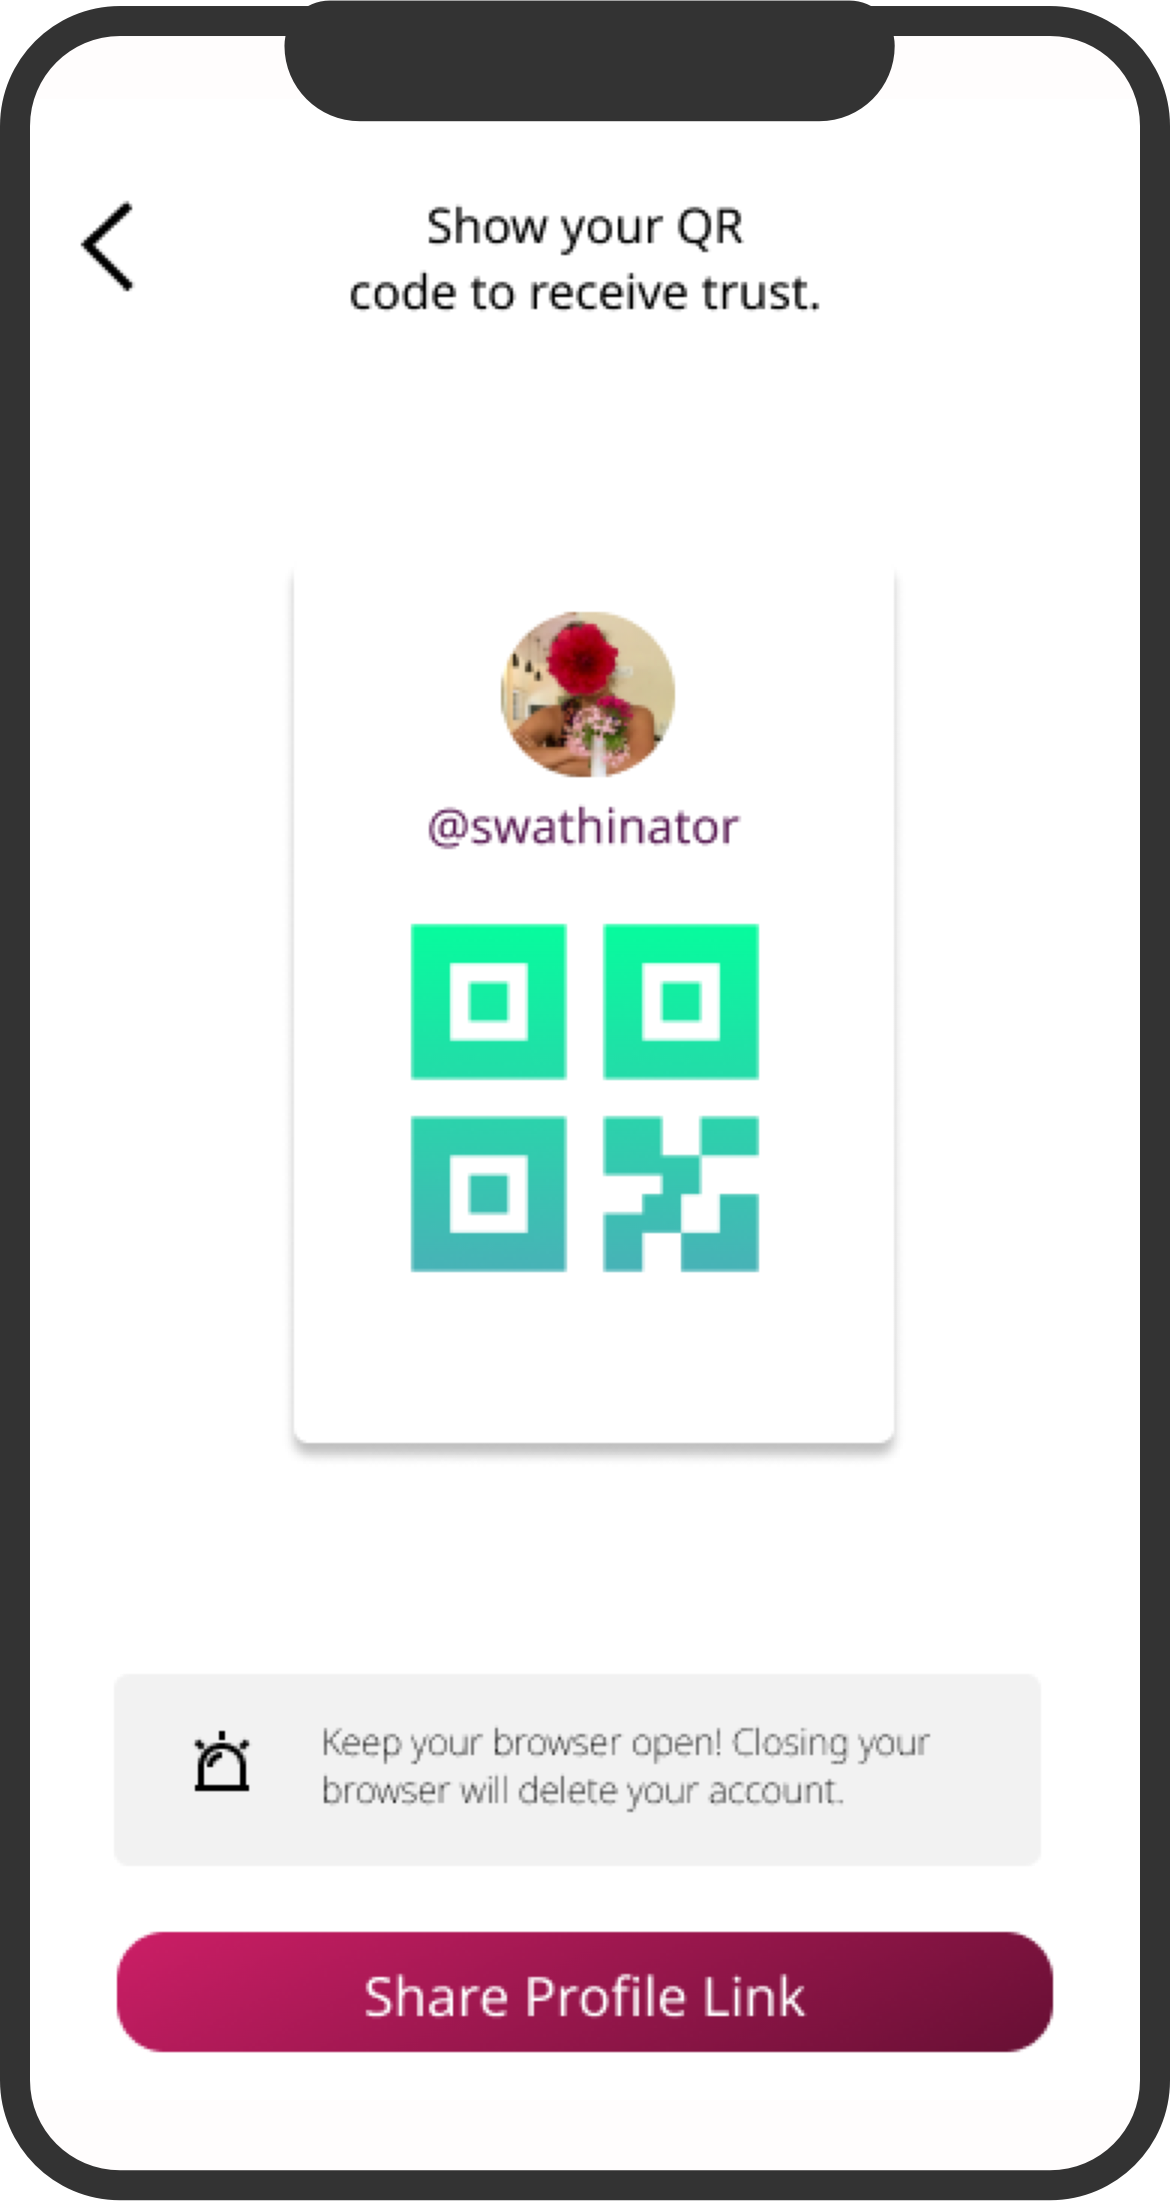 Show your QR
code to receive trust.
@swathinator
Keep your browser open! Closing your
browser will delete your account.
Share Profile Link